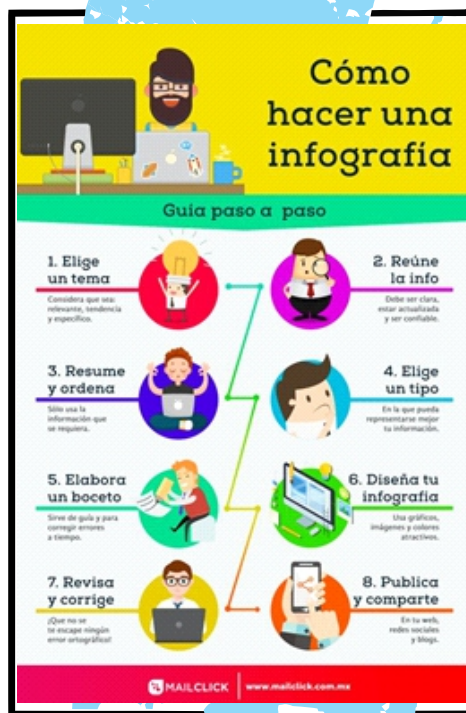 Cómo
hacer una
infografía
Guía paso a paso
1. Elige
un tema
Considera que sea:
relevante, tendencia
y específico.
2. Reúne
la info
Debe ser clara,
estar actualizada
y ser confiable.
3. Resume
y ordena
Sólo usa la
información que
se requiera.
4. Elige
un tipo
En la que pueda
representarse mejor
tu información.
5. Elabora
un boceto
Sirve de guía y para
corregir errores
a tiempo.
6. Diseña tu
infografía
Usa gráficos,
imágenes y colores
atractivos.
7. Revisa
y corrige
¡Que no se
te escape ningún
error ortográfico!
8. Publica
y comparte
En tu web,
redes sociales
y blogs.
MAILCLICK
www.mailclick.com.mx